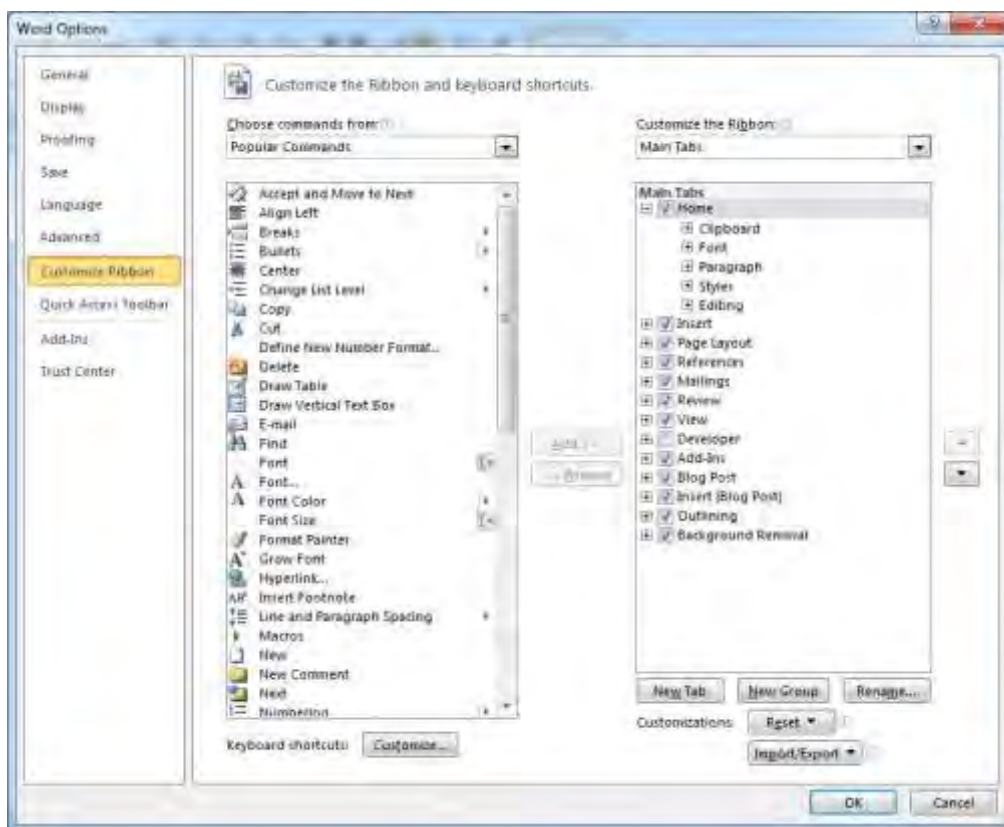 Word Options
General
Display
Proofing
Save
Language
Advanced
Customize Ribbon
Quick Access Toolbar
Add-Ins
Trust Center
Customize the Ribbon and keyboard shortcuts.
Choose commands from:
Popular Commands
Accept and Move to Next
Align Left
Breaks
Bullets
Center
Change List Level
Copy
Cut
Define New Number Format...
Delete
Draw Table
Draw Vertical Text Box
E-mail
Find
Font
Font...
Font Color
Font Size
Format Painter
Grow Font
Hyperlink...
Insert Footnote
Line and Paragraph Spacing
Macros
New
New Comment
Next
Numbering
Keyboard shortcuts:
Customize...
Add >>
<< Remove
Customize the Ribbon:
Main Tabs
Main Tabs
Home
Clipboard
Font
Paragraph
Styles
Editing
Insert
Page Layout
References
Mailings
Review
View
Developer
Add-Ins
Blog Post
Insert (Blog Post)
Outlining
Background Removal
New Tab
New Group
Rename...
Customizations:
Reset
Import/Export
OK
Cancel